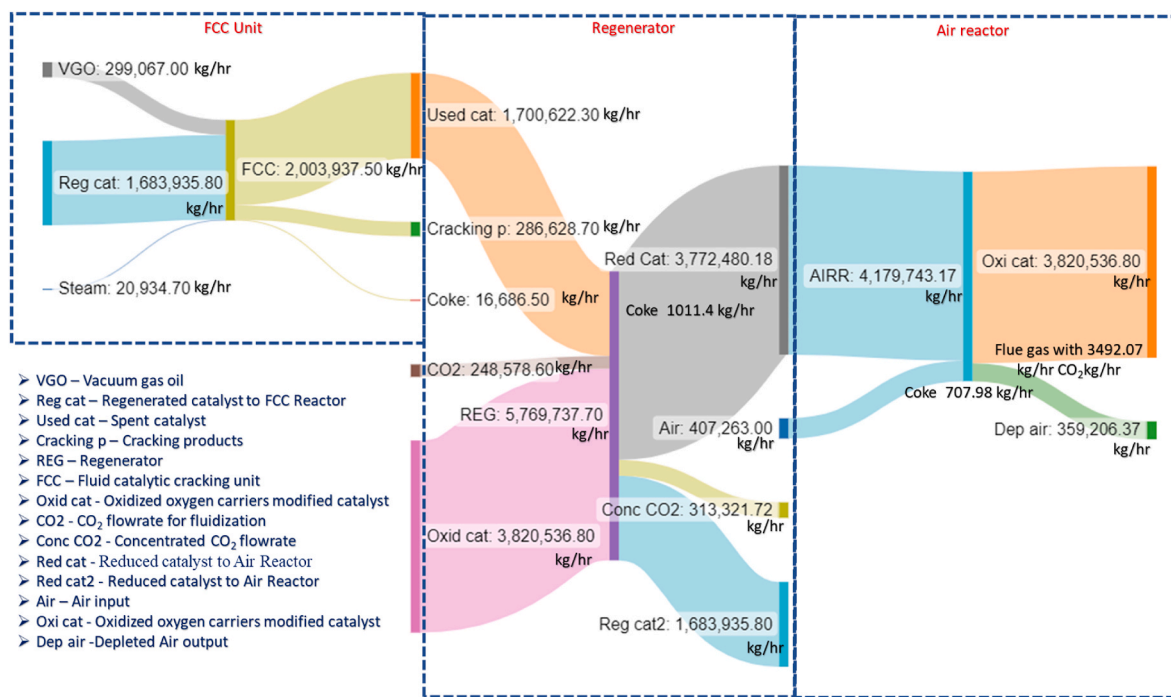 FCC Unit
Regenerator
Air reactor
VGO: 299,067.00 kg/hr
Reg cat: 1,683,935.80
kg/hr
Steam: 20,934.70 kg/hr
FCC: 2,003,937.50 kg/hr
Used cat: 1,700,622.30 kg/hr
Cracking p: 286,628.70 kg/hr
Coke: 16,686.50 kg/hr
CO2: 248,578.60 kg/hr
REG: 5,769,737.70
kg/hr
Oxid cat: 3,820,536.80
kg/hr
Red Cat: 3,772,480.18
kg/hr
Coke 1011.4 kg/hr
Air: 407,263.00
kg/hr
Conc CO2: 313,321.72
kg/hr
Reg cat2: 1,683,935.80
kg/hr
AIRR: 4,179,743.17
kg/hr
Oxi cat: 3,820,536.80
kg/hr
Flue gas with 3492.07
kg/hr CO2kg/hr
Coke 707.98 kg/hr
Dep air: 359,206.37
kg/hr
➢ VGO – Vacuum gas oil
➢ Reg cat – Regenerated catalyst to FCC Reactor
➢ Used cat – Spent catalyst
➢ Cracking p – Cracking products
➢ REG – Regenerator
➢ FCC – Fluid catalytic cracking unit
➢ Oxid cat - Oxidized oxygen carriers modified catalyst
➢ CO2 - CO2 flowrate for fluidization
➢ Conc CO2 - Concentrated CO2 flowrate
➢ Red cat - Reduced catalyst to Air Reactor
➢ Red cat2 - Reduced catalyst to Air Reactor
➢ Air – Air input
➢ Oxi cat - Oxidized oxygen carriers modified catalyst
➢ Dep air -Depleted Air output